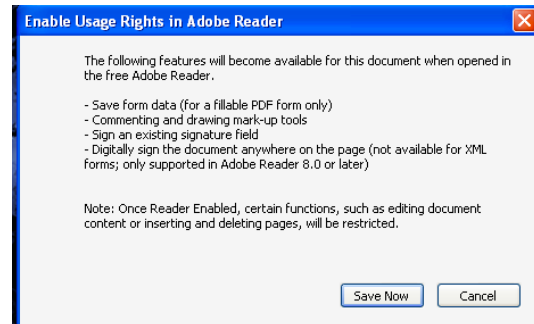 Enable Usage Rights in Adobe Reader
The following features will become available for this document when opened in
the free Adobe Reader.
- Save form data (for a fillable PDF form only)
- Commenting and drawing mark-up tools
- Sign an existing signature field
- Digitally sign the document anywhere on the page (not available for XML
forms; only supported in Adobe Reader 8.0 or later)
Note: Once Reader Enabled, certain functions, such as editing document
content or inserting and deleting pages, will be restricted.
Save Now Cancel